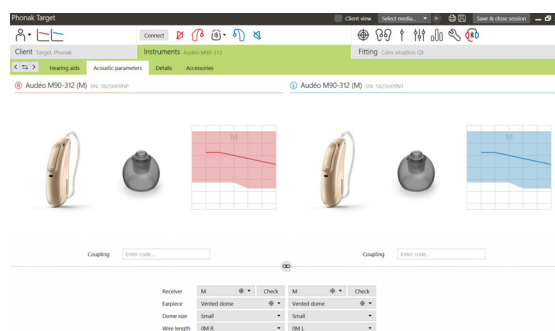 Phonak Target
Client view Select media... Save & close session
Connect
Client Target, Phonak
Instruments Audéo M90-312
Fitting Calm situation
Hearing aids Acoustic parameters Details Accessories
R Audéo M90-312 (M) SN:
L Audéo M90-312 (M) SN:
M
M
Coupling Enter code...
Coupling Enter code...
Receiver M Check M Check
Earpiece Vented dome Vented dome
Dome size Small Small
Wire length 0M R 0M L